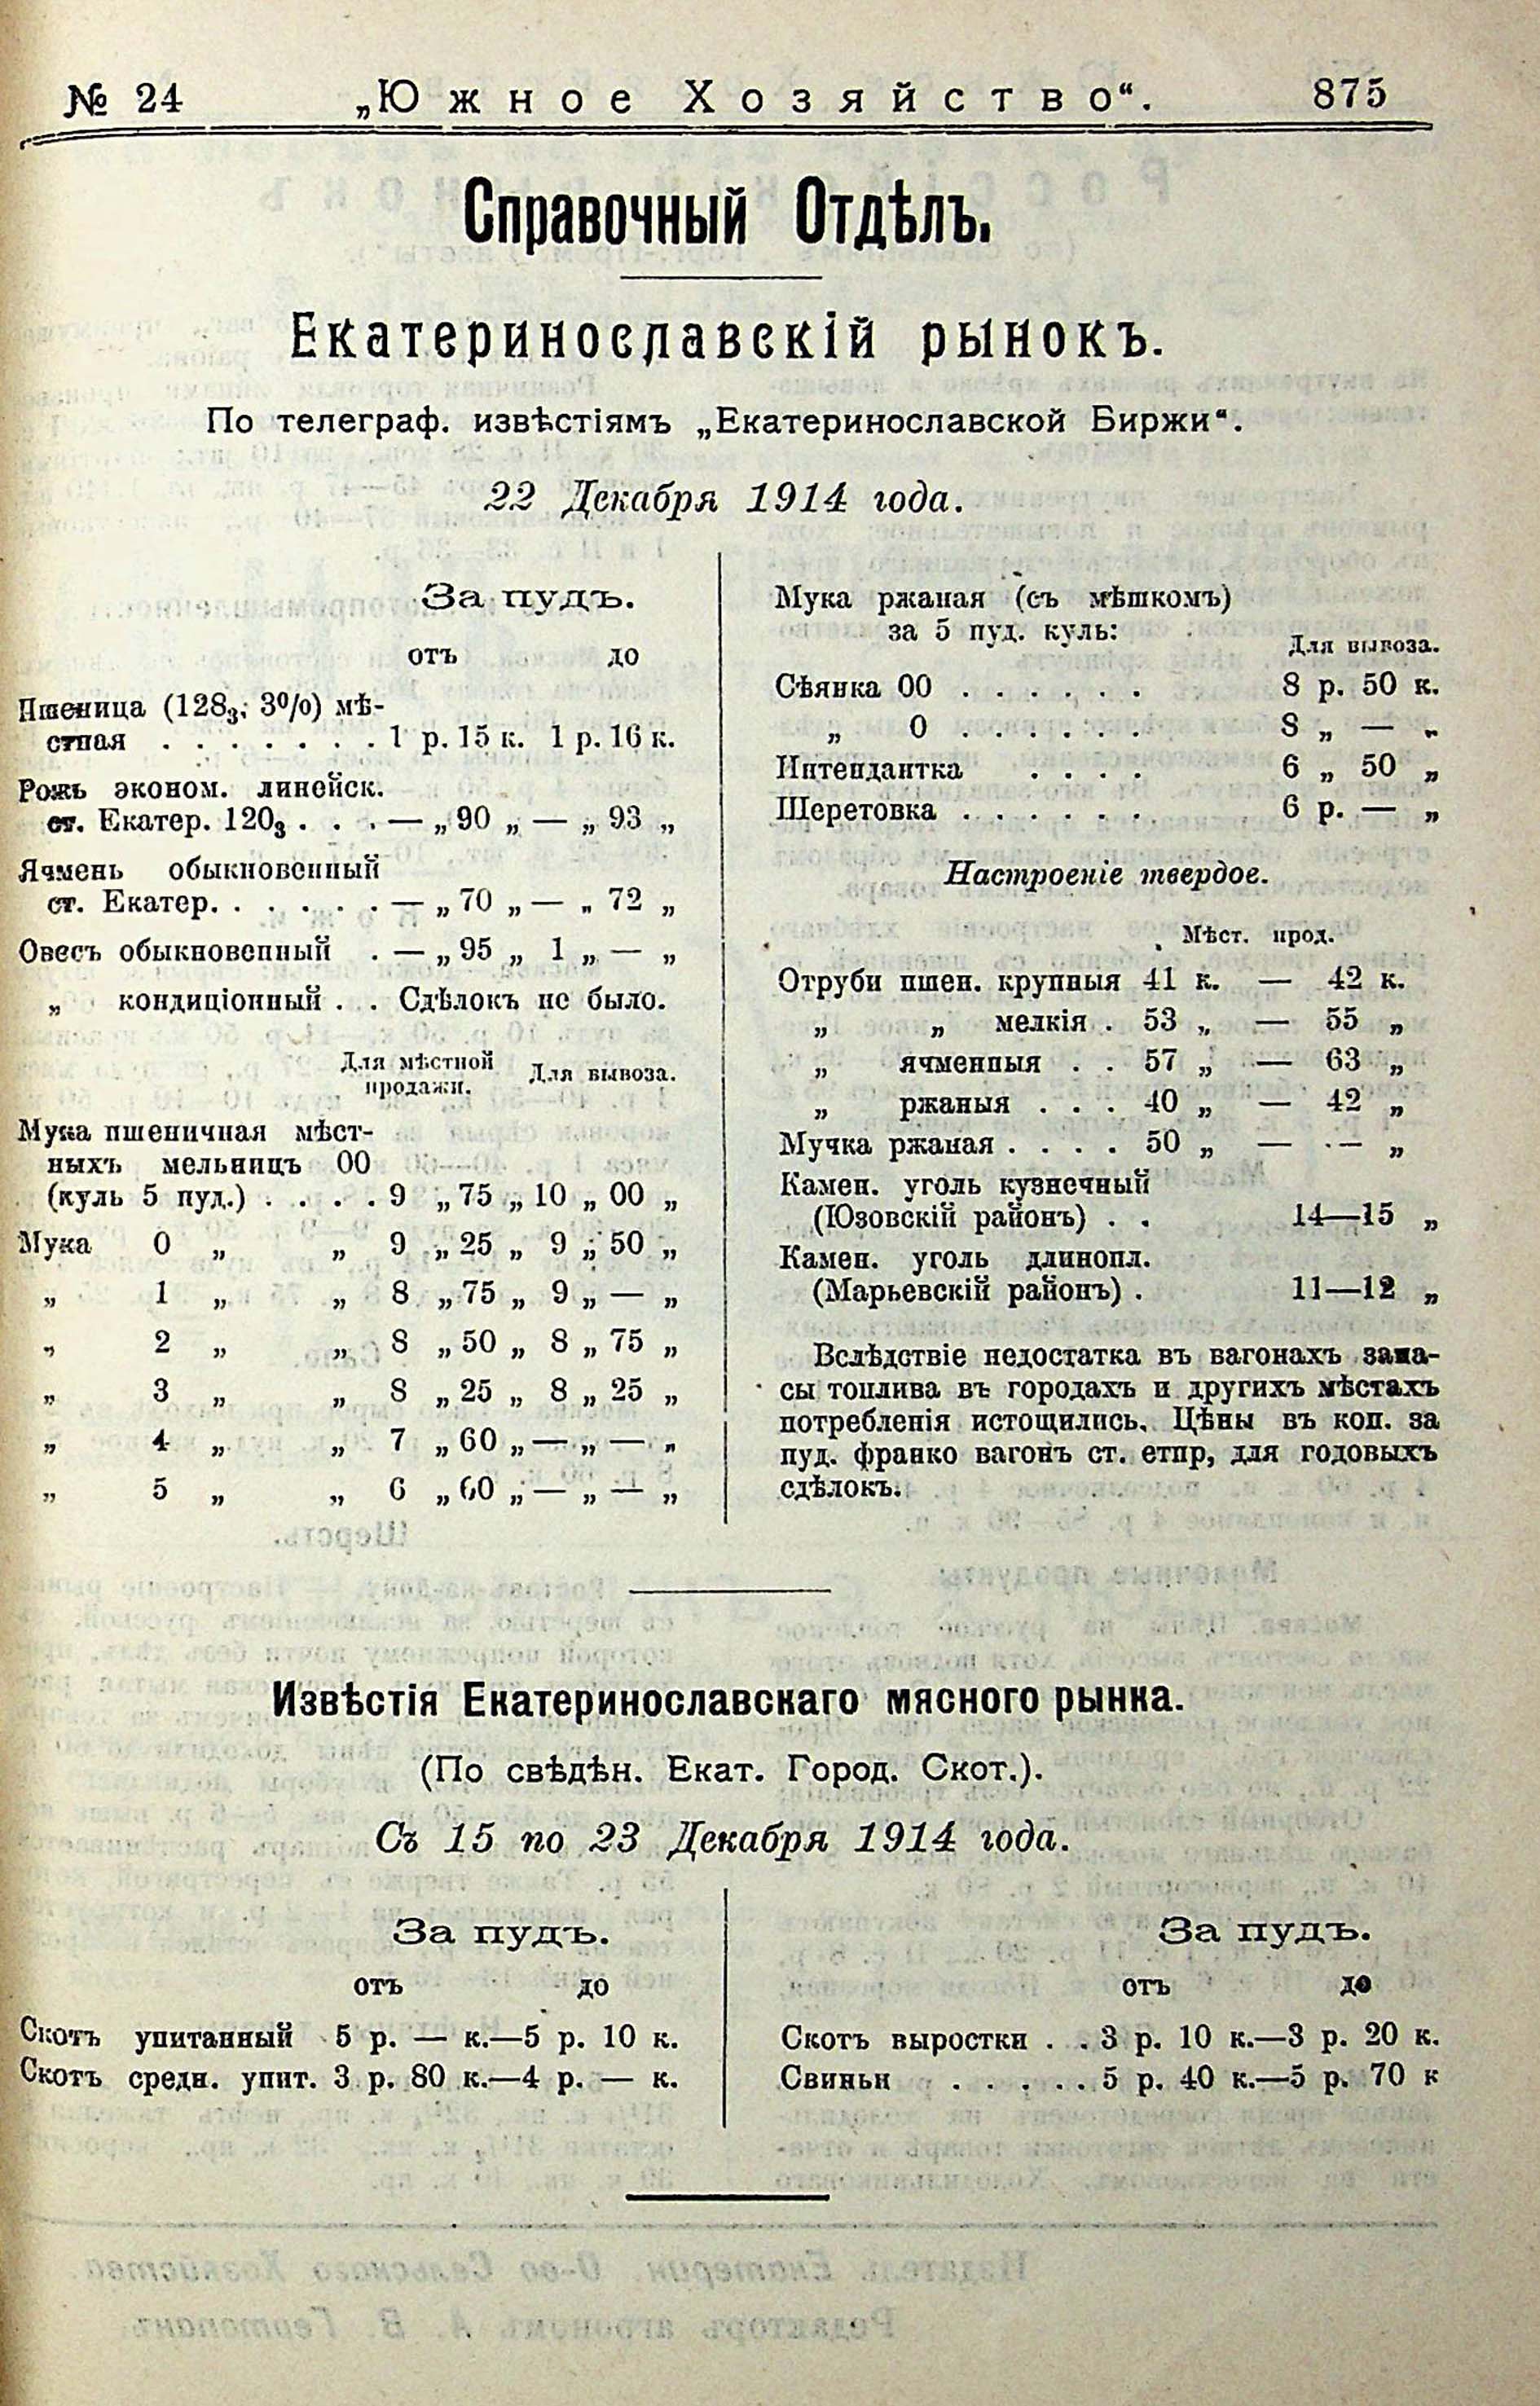 № 24 „Южное Хозяйство“. 875
Справочный Отдѣлъ.
Екатеринославскій рынокъ.
По телеграф. извѣстіямъ „Екатеринославской Биржи“.
22 Декабря 1914 года.
За пудъ.
отъ до
Пшеница (128з, 3%) мѣ-
стная . . . . . . . 1 р. 15 к. 1 р. 16 к.
Рожь эконом. линейск.
ст. Екатер. 120з . . . — „ 90 „ — „ 93 „
Ячмень обыкновенный
ст. Екатер. . . . . . — „ 70 „ — „ 72 „
Овесъ обыкновенный . — „ 95 „ 1 „ — „
„ кондиціонный . . Сдѣлокъ не было.
Для мѣстной продажи. Для вывоза.
Мука пшеничная мѣст-
ныхъ мельницъ 00
(куль 5 пуд.) . . . . 9 „ 75 „ 10 „ 00 „
Мука 0 „ „ 9 „ 25 „ 9 „ 50 „
„ 1 „ „ 8 „ 75 „ 9 „ — „
„ 2 „ „ 8 „ 50 „ 8 „ 75 „
„ 3 „ „ 8 „ 25 „ 8 „ 25 „
„ 4 „ „ 7 „ 60 „ — „ — „
„ 5 „ „ 6 „ 60 „ — „ — „
Мука ржаная (съ мѣшкомъ)
за 5 пуд. куль:
Для вывоза.
Сѣянка 00 . . . . . . 8 р. 50 к.
„ 0 . . . . . . 8 „ — „
Интендантка . . . . 6 „ 50 „
Шеретовка . . . . . . 6 р. — „
Настроеніе твердое.
Мѣст. прод.
Отруби пшен. крупныя 41 к. — 42 к.
„ „ мелкія . 53 „ — 55 „
„ ячменныя . . 57 „ — 63 „
„ ржаныя . . . 40 „ — 42 „
Мучка ржаная . . . . 50 „ — — „
Камен. уголь кузнечный
(Юзовскій районъ) . . 14—15 „
Камен. уголь длинопл.
(Марьевскій районъ) . 11—12 „
Вслѣдствіе недостатка въ вагонахъ запа-
сы топлива въ городахъ и другихъ мѣстахъ
потребленія истощились. Цѣны въ коп. за
пуд. франко вагонъ ст. етпр, для годовыхъ
сдѣлокъ.
Извѣстія Екатеринославскаго мясного рынка.
(По свѣдѣн. Екат. Город. Скот.).
Съ 15 по 23 Декабря 1914 года.
За пудъ.
отъ до
Скотъ упитанный 5 р. — к.—5 р. 10 к.
Скотъ средн. упит. 3 р. 80 к.—4 р. — к.
За пудъ.
отъ до
Скотъ выростки . . 3 р. 10 к.—3 р. 20 к.
Свиньи . . . . . 5 р. 40 к.—5 р. 70 к